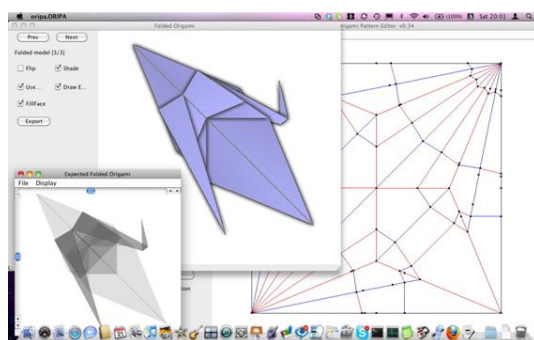 oripa.ORIPA
(100%)
Sat 20:01
Folded Origami
rigami Pattern Editor v0.34
Prev
Next
Folded model [3/3]
Flip
Shade
Use...
Draw E...
FillFace
Export
Expected Folded Origami
File Display